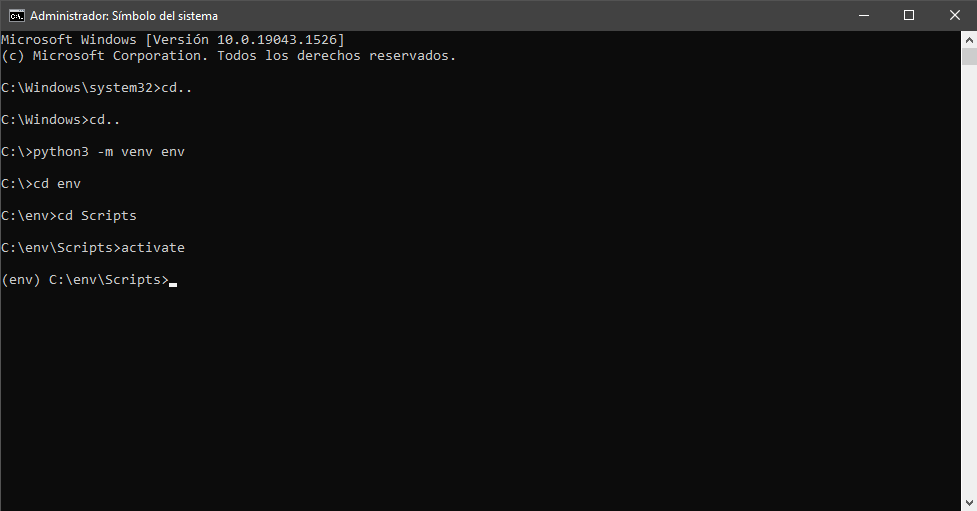 Administrador: Símbolo del sistema
Microsoft Windows [Versión 10.0.19043.1526]
(c) Microsoft Corporation. Todos los derechos reservados.
C:\Windows\system32>cd..
C:\Windows>cd..
C:\>python3 -m venv env
C:\>cd env
C:\env>cd Scripts
C:\env\Scripts>activate
(env) C:\env\Scripts>